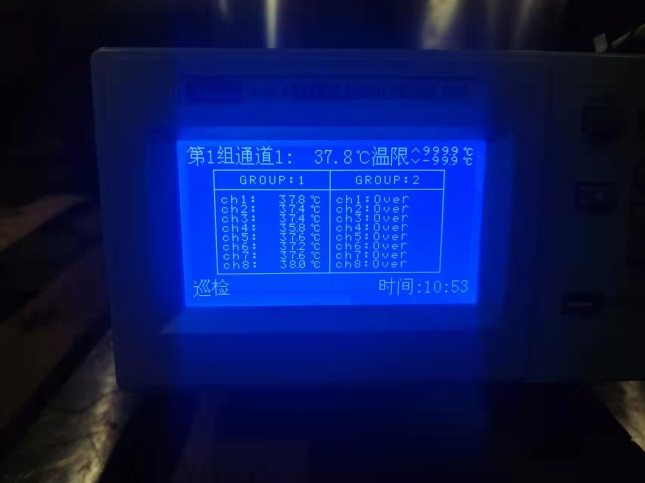 第1组通道1: 37.8℃温限^9999℃
﹀-999℃
GROUP:1 GROUP:2
ch1: 37.8 ℃ ch1:Over
ch2: 37.4 ℃ ch2:Over
ch3: 37.4 ℃ ch3:Over
ch4: 35.8 ℃ ch4:Over
ch5: 37.6 ℃ ch5:Over
ch6: 37.2 ℃ ch6:Over
ch7: 37.6 ℃ ch7:Over
ch8: 38.0 ℃ ch8:Over
巡检 时间:10:53